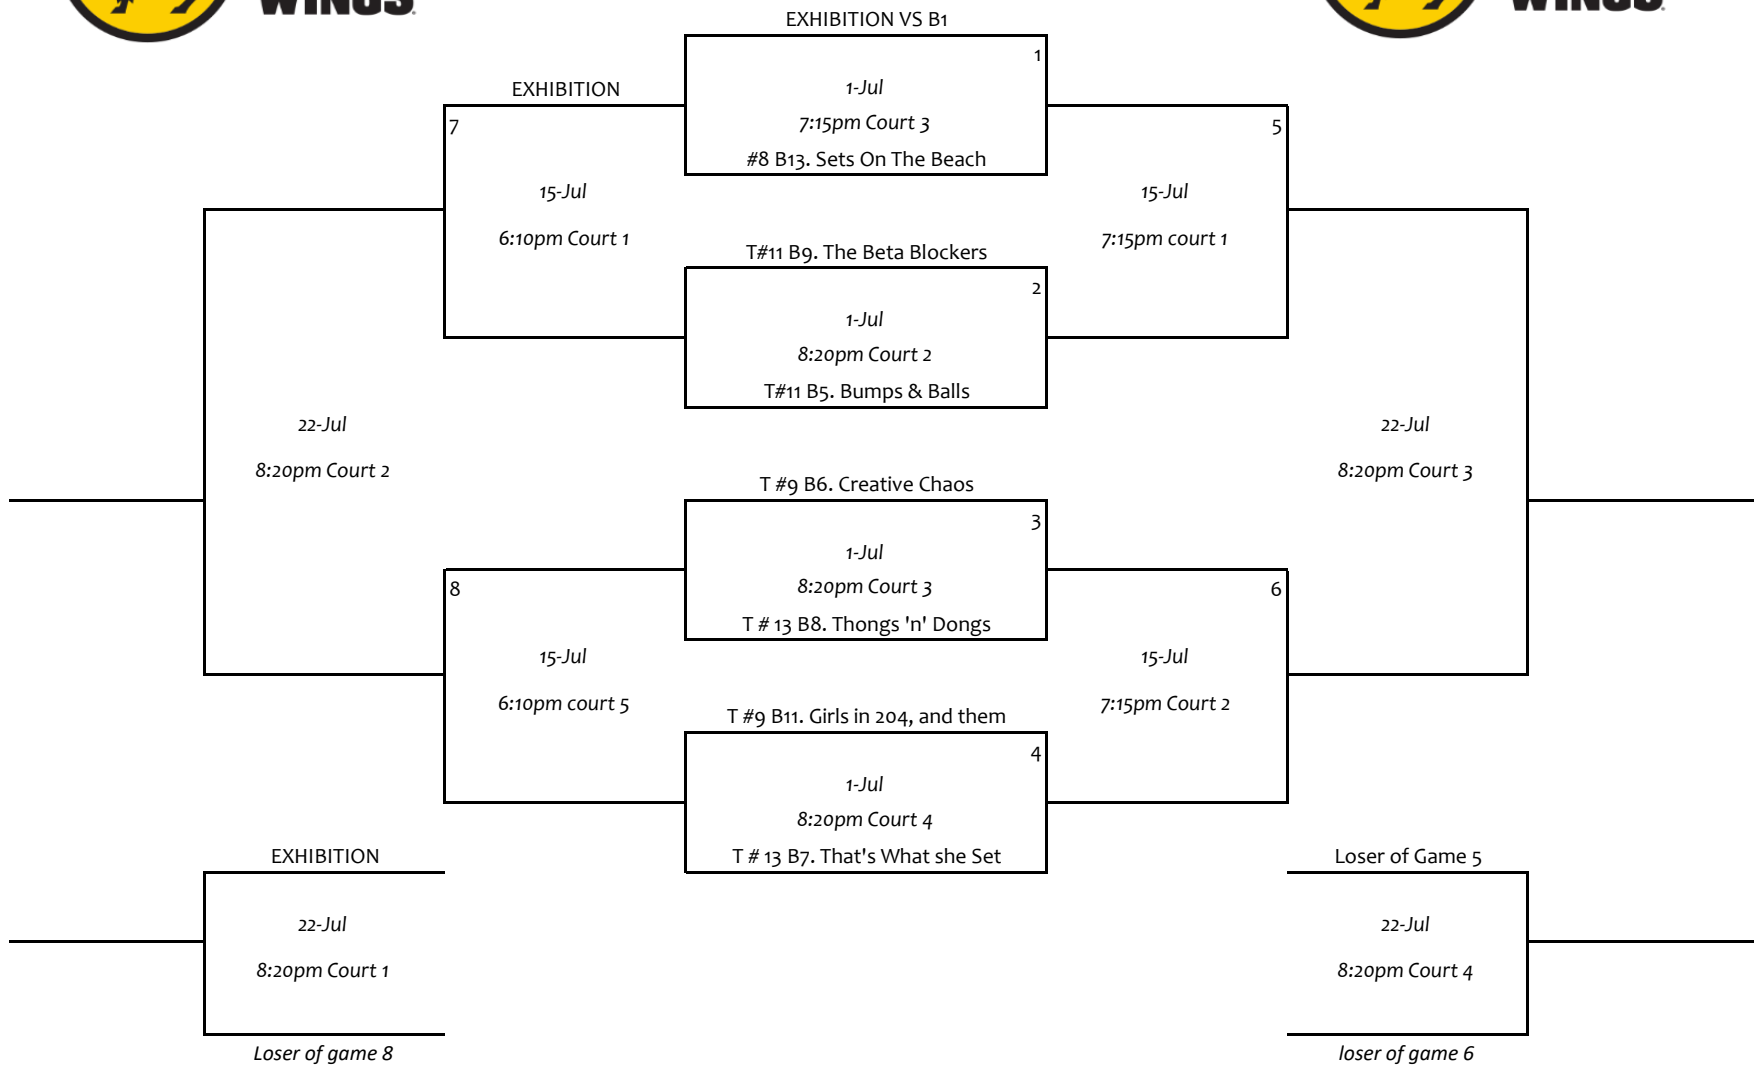 WINGS
WINGS
EXHIBITION VS B1
1
1-Jul
7:15pm Court 3
#8 B13. Sets On The Beach
EXHIBITION
7
15-Jul
6:10pm Court 1
5
15-Jul
7:15pm court 1
T#11 B9. The Beta Blockers
2
1-Jul
8:20pm Court 2
T#11 B5. Bumps & Balls
22-Jul
8:20pm Court 2
22-Jul
8:20pm Court 3
T #9 B6. Creative Chaos
3
1-Jul
8:20pm Court 3
T # 13 B8. Thongs 'n' Dongs
8
15-Jul
6:10pm court 5
6
15-Jul
7:15pm Court 2
T #9 B11. Girls in 204, and them
4
1-Jul
8:20pm Court 4
T # 13 B7. That's What she Set
EXHIBITION
22-Jul
8:20pm Court 1
Loser of game 8
Loser of Game 5
22-Jul
8:20pm Court 4
loser of game 6